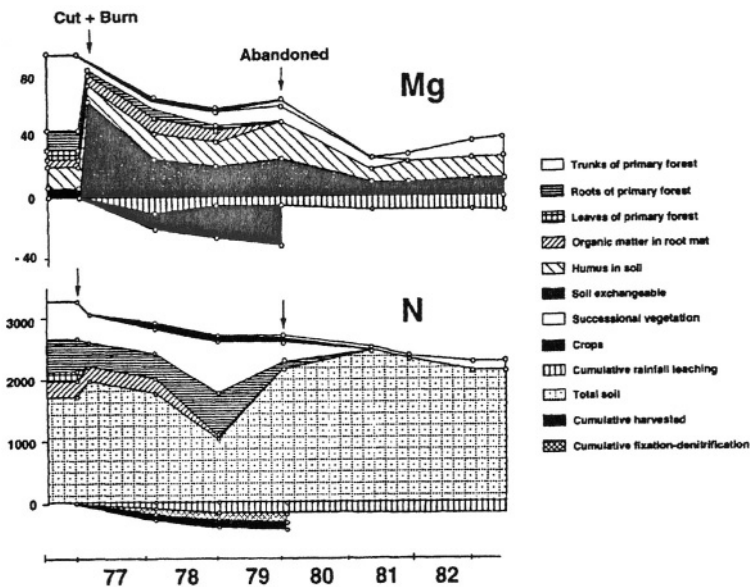 Cut + Burn
Abandoned
Mg
80
40
0
- 40
N
3000
2000
1000
0
77 78 79 80 81 82
Trunks of primary forest
Roots of primary forest
Leaves of primary forest
Organic matter in root mat
Humus in soil
Soil exchangeable
Successional vegetation
Crops
Cumulative rainfall leaching
Total soil
Cumulative harvested
Cumulative fixation-denitrification